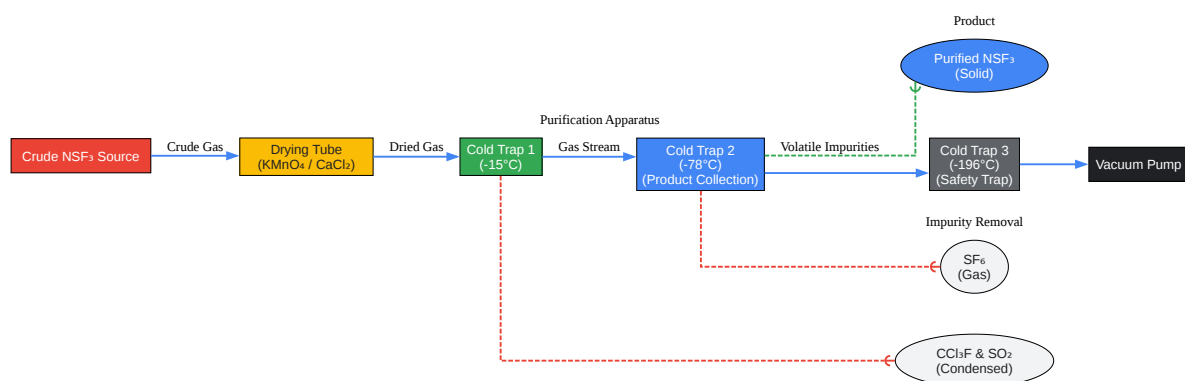 Product
Purified NSF₃
(Solid)
Purification Apparatus
Crude NSF₃ Source
Crude Gas
Drying Tube
(KMnO₄ / CaCl₂)
Dried Gas
Cold Trap 1
(-15°C)
Gas Stream
Cold Trap 2
(-78°C)
(Product Collection)
Volatile Impurities
Cold Trap 3
(-196°C)
(Safety Trap)
Vacuum Pump
Impurity Removal
SF₆
(Gas)
CCl₃F & SO₂
(Condensed)